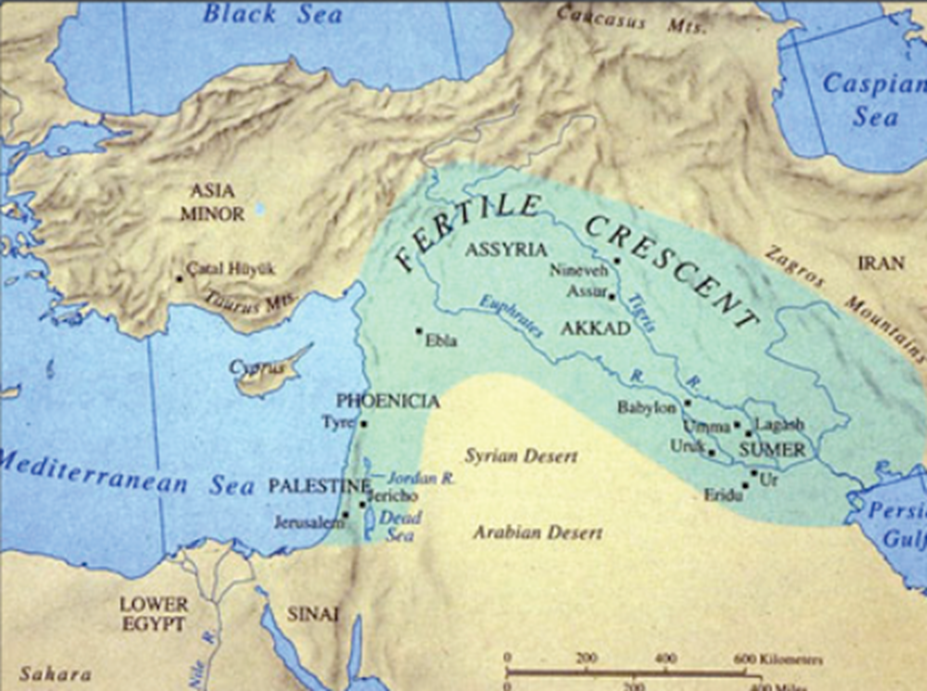 Black Sea
Caucasus Mts.
Caspian
Sea
ASIA
MINOR
Çatal Hüyük
Taurus Mts.
FERTILE CRESCENT
ASSYRIA
Nineveh
Assur
Tigris
R.
AKKAD
Euphrates
R.
Zagros Mountains
IRAN
Ebla
Cyprus
PHOENICIA
Tyre
Babylon
Umma
Lagash
Uruk
SUMER
Ur
Eridu
Syrian Desert
Mediterranean Sea
PALESTINE
Jordan R.
Jericho
Jerusalem
Dead
Sea
Arabian Desert
Persi
Gulf
LOWER
EGYPT
SINAI
Nile R.
Sahara
0 200 400 600 Kilometers
0 200 400 Miles